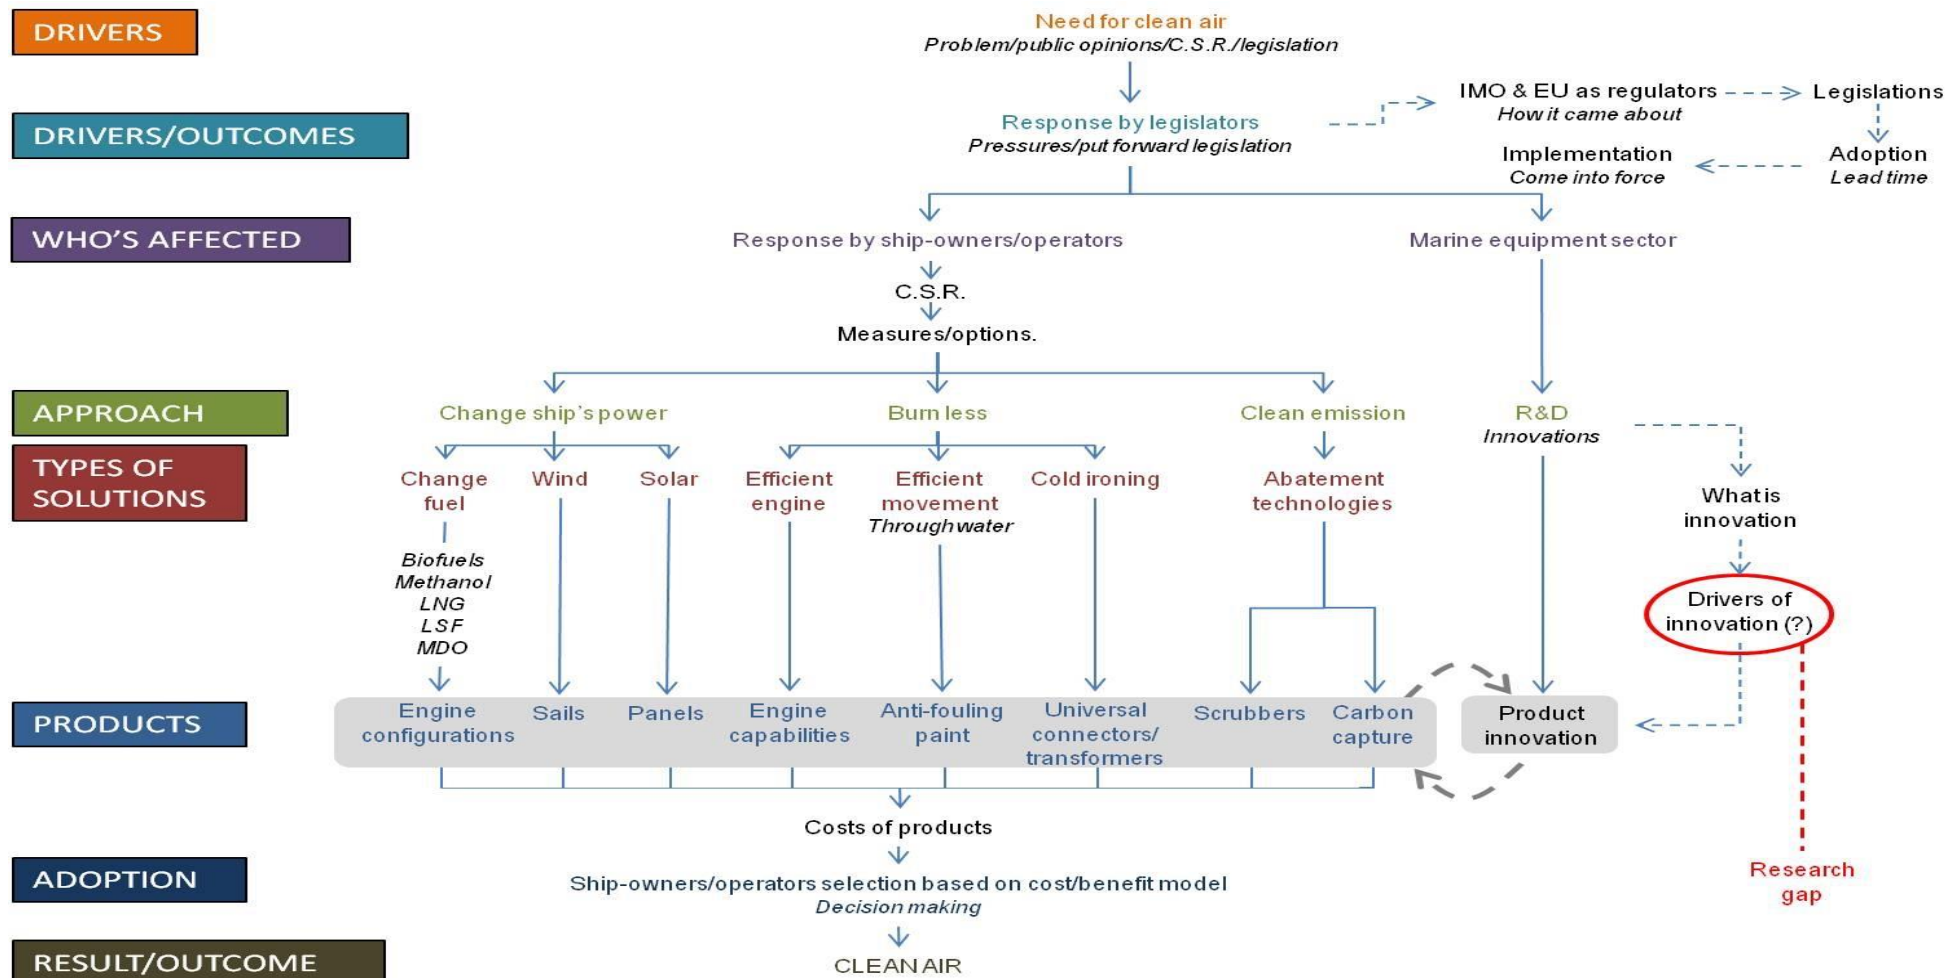 DRIVERS
Need for clean air
Problem/public opinions/C.S.R./legislation
DRIVERS/OUTCOMES
Response by legislators
Pressures/put forward legislation
IMO & EU as regulators
How it came about
Legislations
Implementation
Come into force
Adoption
Lead time
WHO'S AFFECTED
Response by ship-owners/operators
Marine equipment sector
C.S.R.
Measures/options.
APPROACH
Change ship's power
Burn less
Clean emission
R&D
Innovations
TYPES OF
SOLUTIONS
Change
fuel
Wind
Solar
Efficient
engine
Efficient
movement
Through water
Cold ironing
Abatement
technologies
What is
innovation
Biofuels
Methanol
LNG
LSF
MDO
Drivers of
innovation (?)
PRODUCTS
Engine
configurations
Sails
Panels
Engine
capabilities
Anti-fouling
paint
Universal
connectors/
transformers
Scrubbers
Carbon
capture
Product
innovation
Costs of products
ADOPTION
Ship-owners/operators selection based on cost/benefit model
Decision making
Research
gap
RESULT/OUTCOME
CLEAN AIR